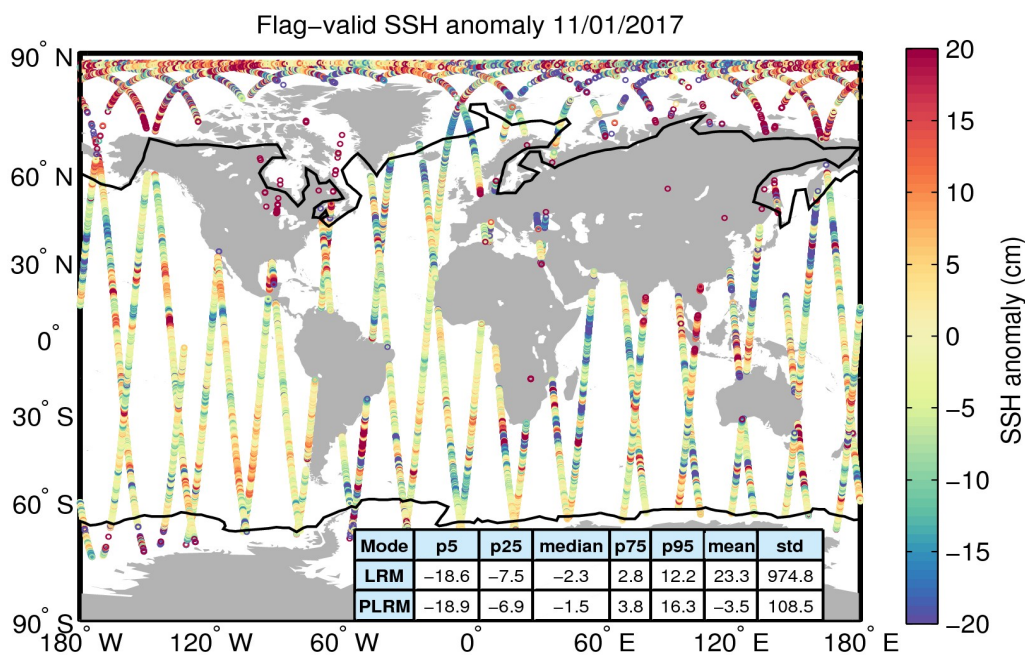 Flag−valid SSH anomaly 11/01/2017
90° N
60° N
30° N
0°
30° S
60° S
90° S
180° W
120° W
60° W
0°
60° E
120° E
180° E
Mode p5 p25 median p75 p95 mean std
LRM −18.6 −7.5 −2.3 2.8 12.2 23.3 974.8
PLRM −18.9 −6.9 −1.5 3.8 16.3 −3.5 108.5
20
15
10
5
0
−5
−10
−15
−20
SSH anomaly (cm)